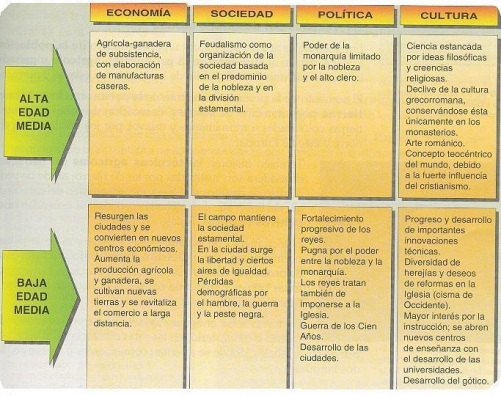 ECONOMÍA
SOCIEDAD
POLÍTICA
CULTURA
ALTA
EDAD
MEDIA
Agrícola-ganadera
de subsistencia,
con elaboración
de manufacturas
caseras.
Feudalismo como
organización de la
sociedad basada
en el predominio
de la nobleza y en
la división
estamental.
Poder de la
monarquía limitado
por la nobleza
y el alto clero.
Ciencia estancada
por ideas filosóficas
y creencias
religiosas.
Declive de la cultura
grecorromana,
conservándose ésta
únicamente en los
monasterios.
Arte románico.
Concepto teocéntrico
del mundo, debido
a la fuerte influencia
del cristianismo.
BAJA
EDAD
MEDIA
Resurgen las
ciudades y se
convierten en nuevos
centros económicos.
Aumenta la
producción agrícola
y ganadera, se
cultivan nuevas
tierras y se revitaliza
el comercio a larga
distancia.
El campo mantiene
la sociedad
estamental.
En la ciudad surge
la libertad y ciertos
aires de igualdad.
Pérdidas
demográficas por
el hambre, la guerra
y la peste negra.
Fortalecimiento
progresivo de los
reyes.
Pugna por el poder
entre la nobleza y la
monarquía.
Los reyes tratan
también de
imponerse a la
Iglesia.
Guerra de los Cien
Años.
Desarrollo de las
ciudades.
Progreso y desarrollo
de importantes
innovaciones
técnicas.
Diversidad de
herejías y deseos
de reformas en la
Iglesia (cisma de
Occidente).
Mayor interés por la
instrucción; se abren
nuevos centros
de enseñanza con
el desarrollo de las
universidades.
Desarrollo del gótico.